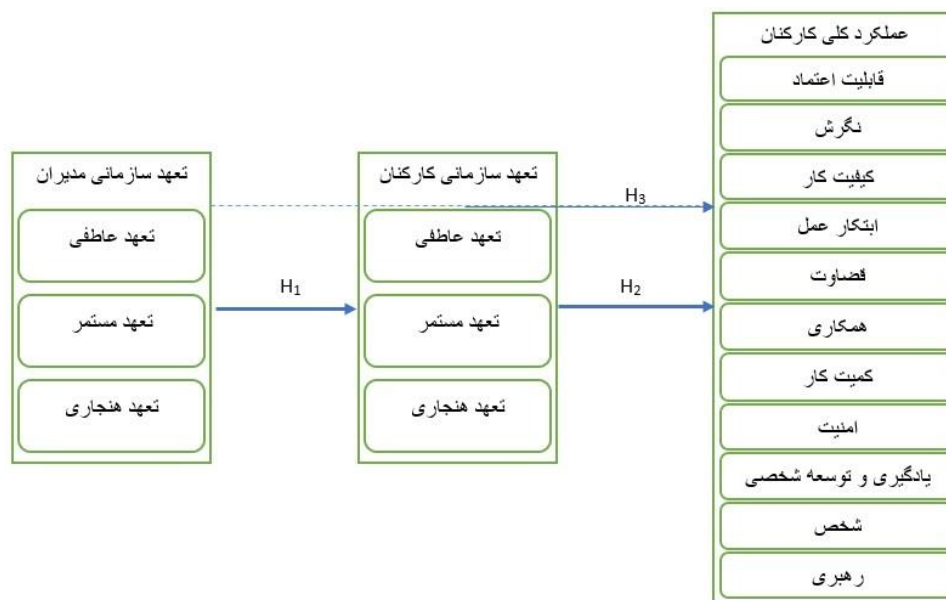 عملکرد کلی کارکنان
قابلیت اعتماد
نگرش
کیفیت کار
ابتکار عمل
قضاوت
همکاری
کمیت کار
امنیت
یادگیری و توسعه شخصی
شخص
رهبری
تعهد سازمانی کارکنان
تعهد عاطفی
تعهد مستمر
تعهد هنجاری
تعهد سازمانی مدیران
تعهد عاطفی
تعهد مستمر
تعهد هنجاری
H₃
H₂
H₁